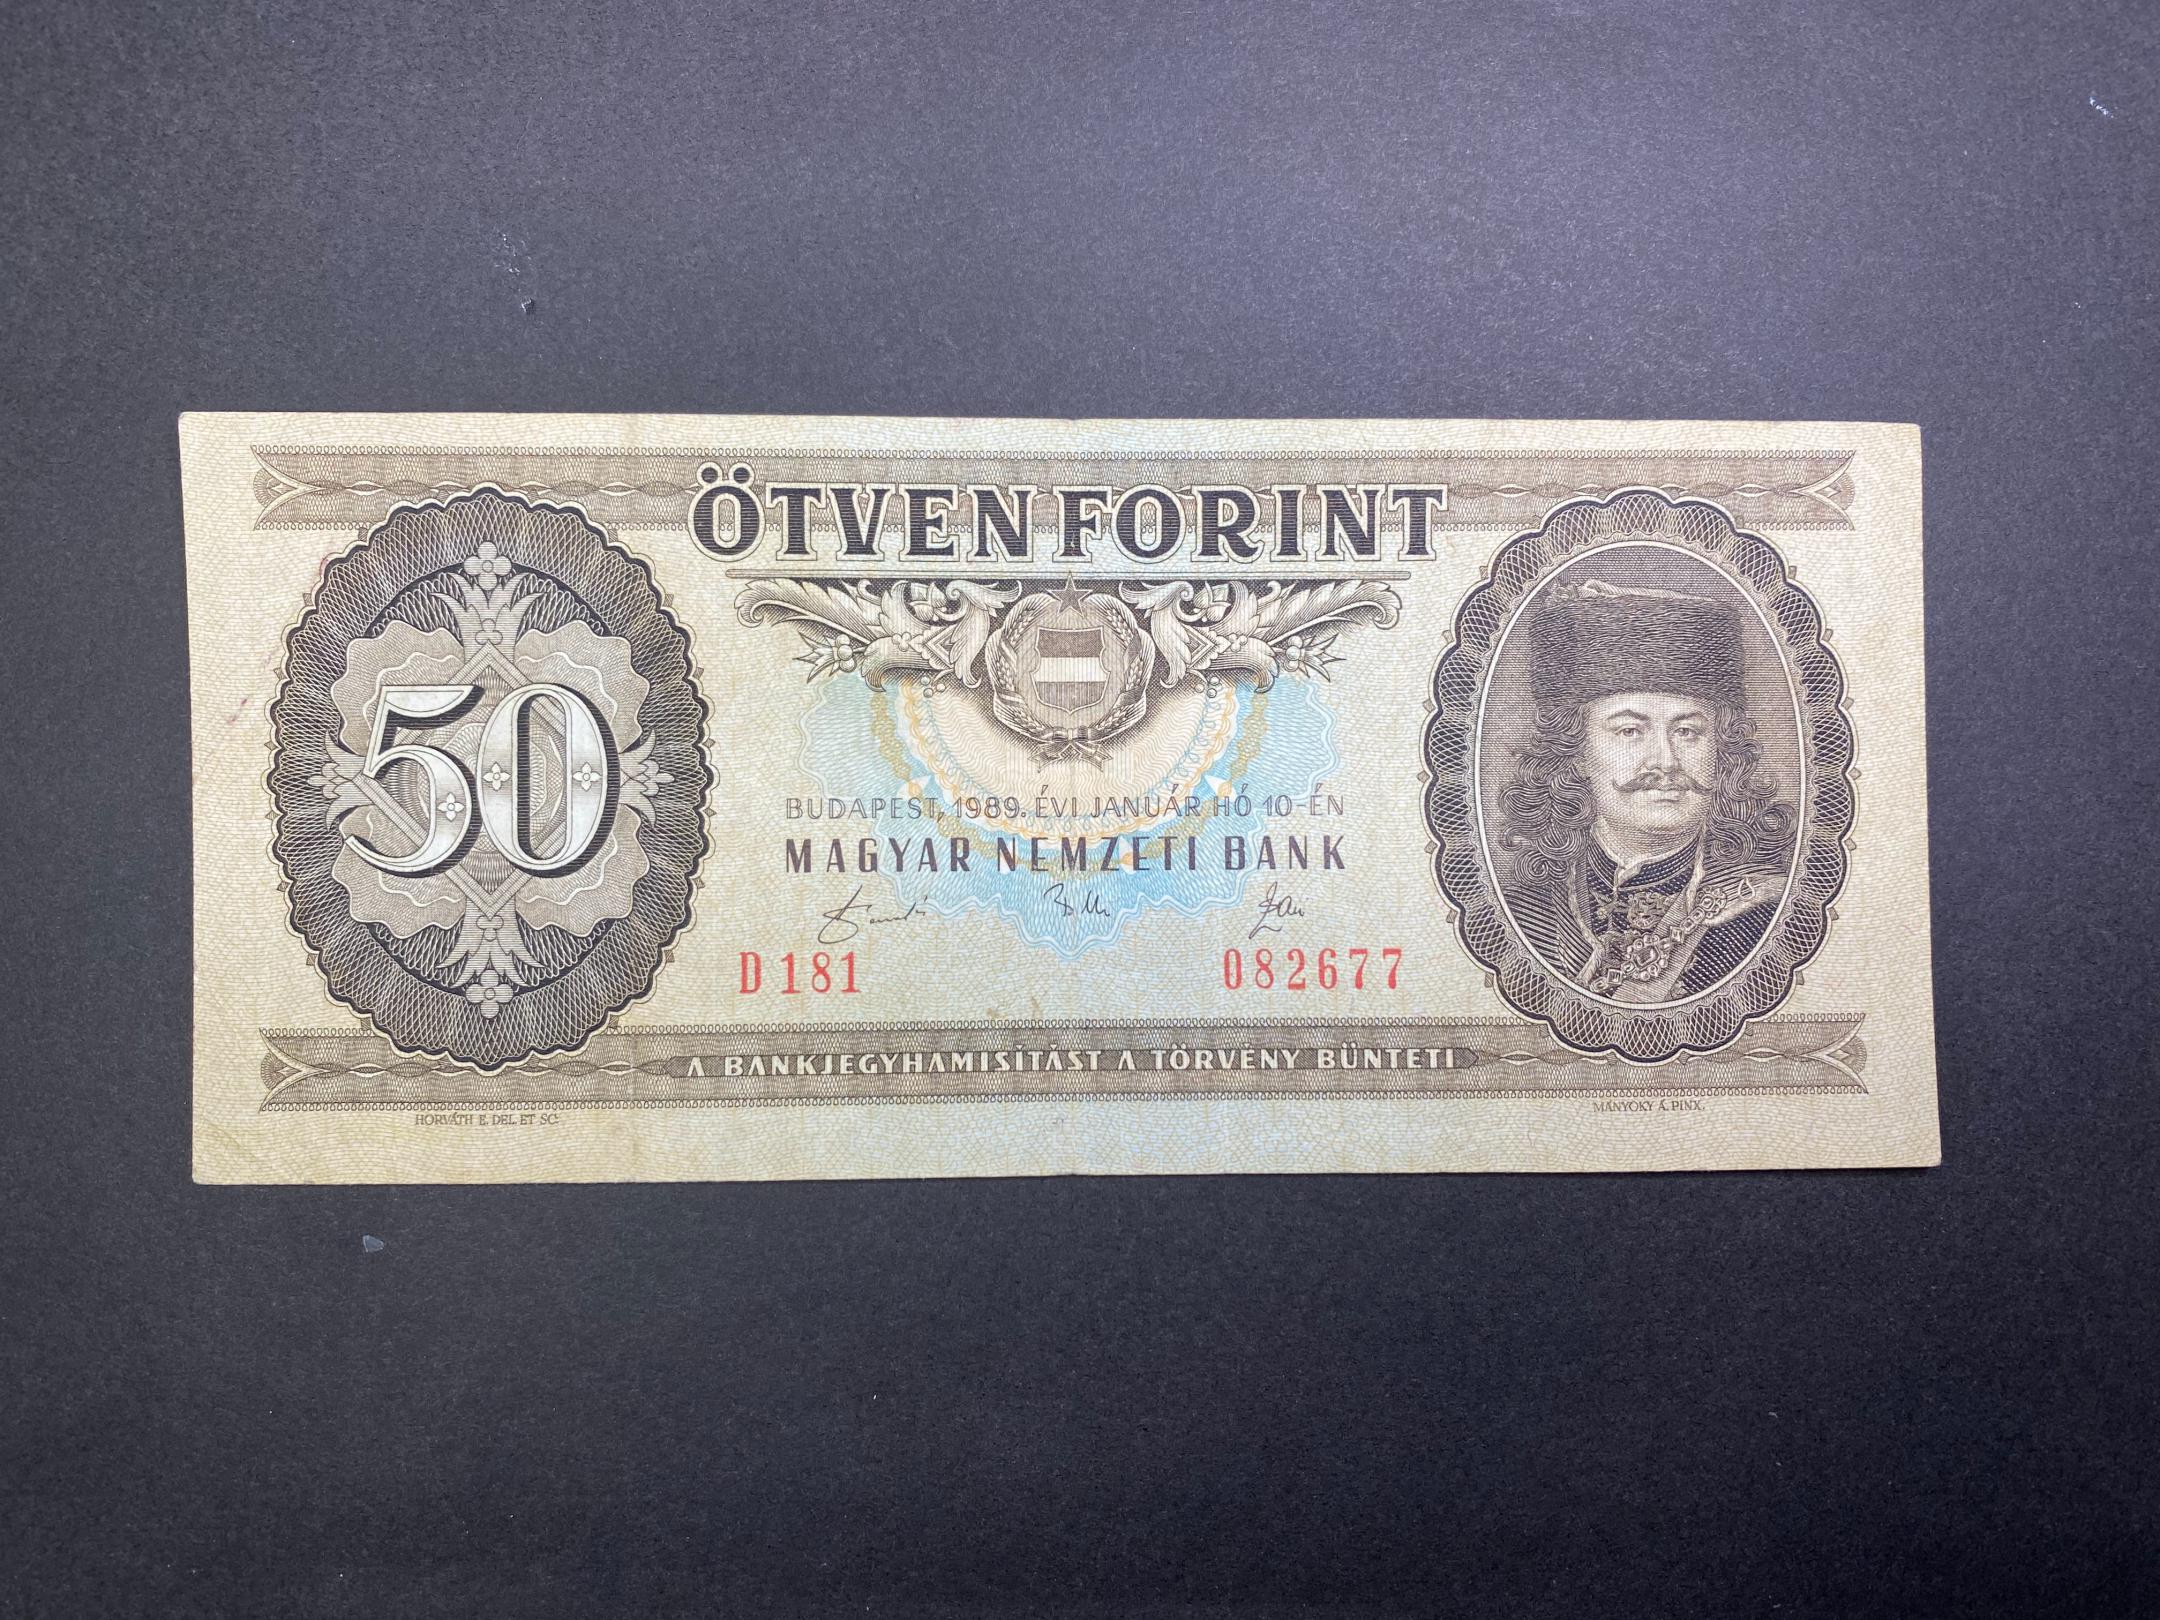 ÖTVEN FORINT
50
BUDAPEST, 1989. ÉVI JANUÁR HÓ 10-ÉN
MAGYAR NEMZETI BANK
D 181 082677
A BANKJEGYHAMISÍTÁST A TÖRVÉNY BÜNTETI
HORVÁTH E. DEL. ET SC. MÁNYOKY Á. PINX.